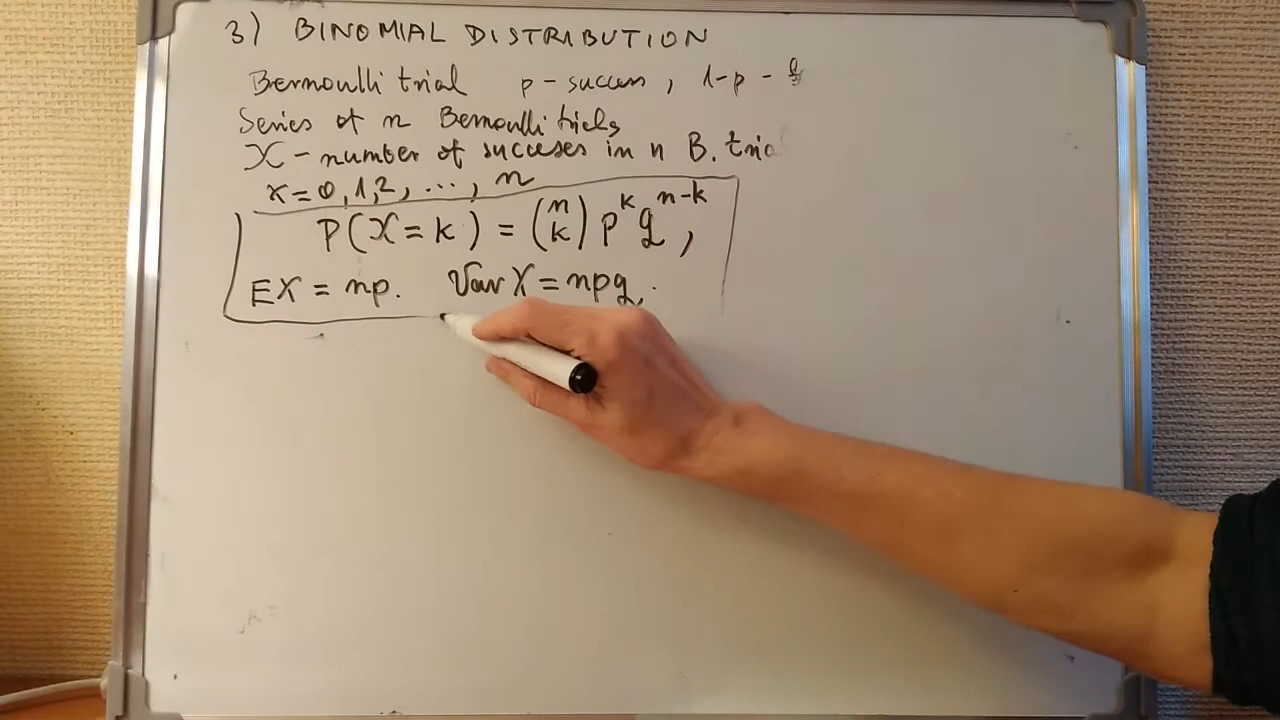 3) BINOMIAL DISTRIBUTION
Bernoulli trial p - success, 1-p - q
Series of n Bernoulli trials
X - number of succeses in n B. tria
x = 0, 1, 2, ..., n
P(X = k) = (n k) p^k q^{n-k},
EX = np. Var X = npq.